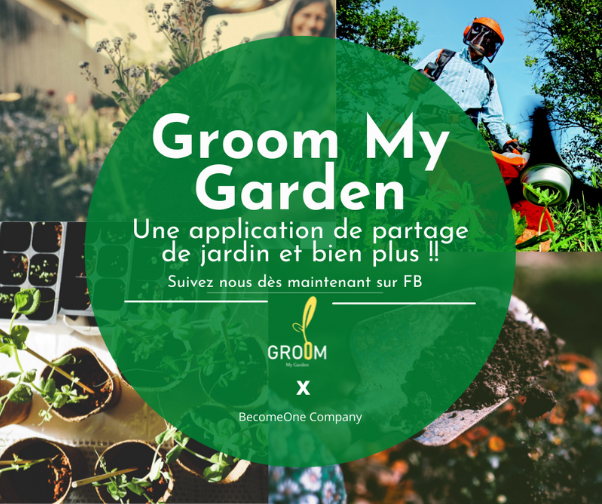 Groom My
Garden
Une application de partage
de jardin et bien plus !!
Suivez nous dès maintenant sur FB
GROOM
My Garden
x
BecomeOne Company